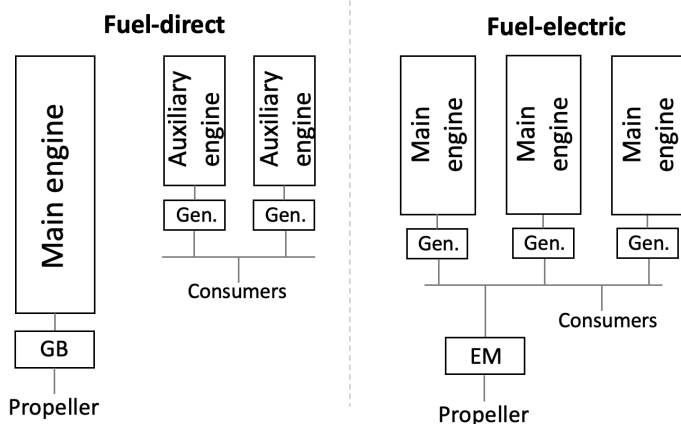 Fuel-direct
Main engine
Auxiliary
engine
Auxiliary
engine
Gen.
Gen.
Consumers
GB
Propeller
Fuel-electric
Main
engine
Main
engine
Main
engine
Gen.
Gen.
Gen.
Consumers
EM
Propeller